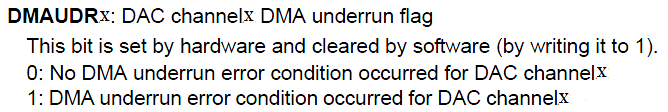 DMAUDRx: DAC channelx DMA underrun flag
This bit is set by hardware and cleared by software (by writing it to 1).
0: No DMA underrun error condition occurred for DAC channelx
1: DMA underrun error condition occurred for DAC channelx